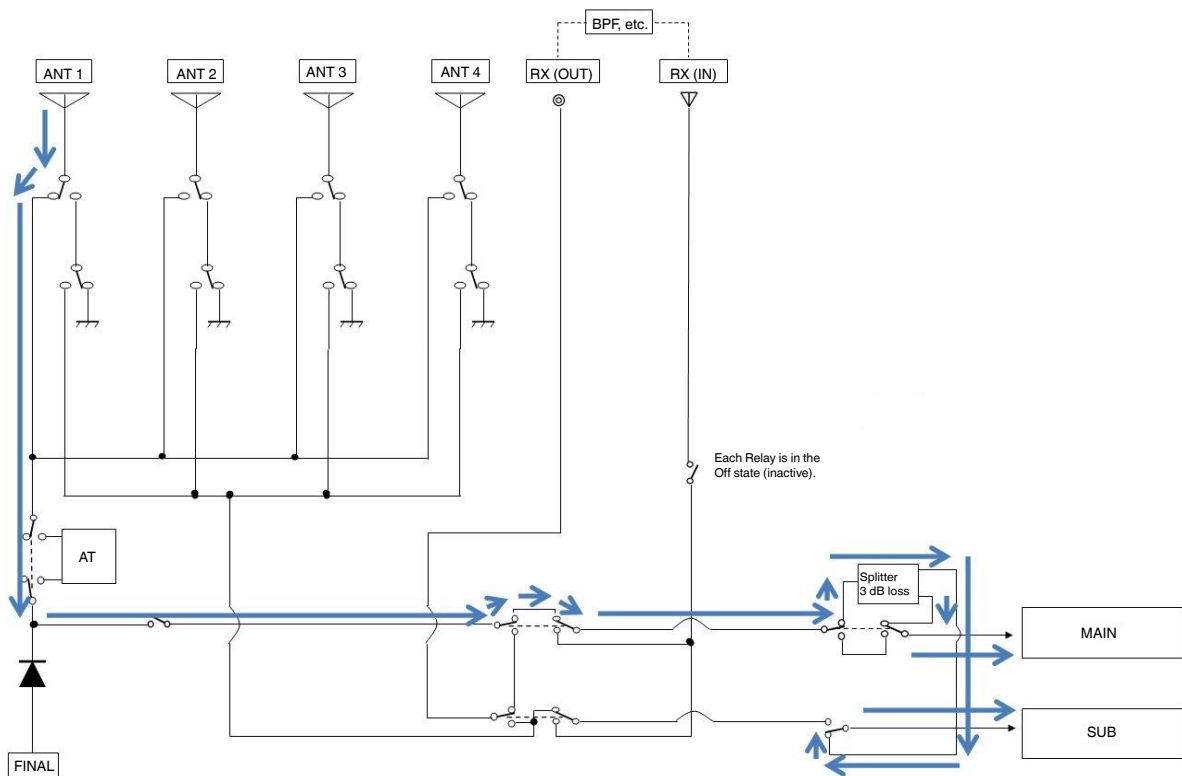 BPF, etc.
ANT 1
ANT 2
ANT 3
ANT 4
RX (OUT)
RX (IN)
Each Relay is in the
Off state (inactive).
AT
Splitter
3 dB loss
MAIN
SUB
FINAL